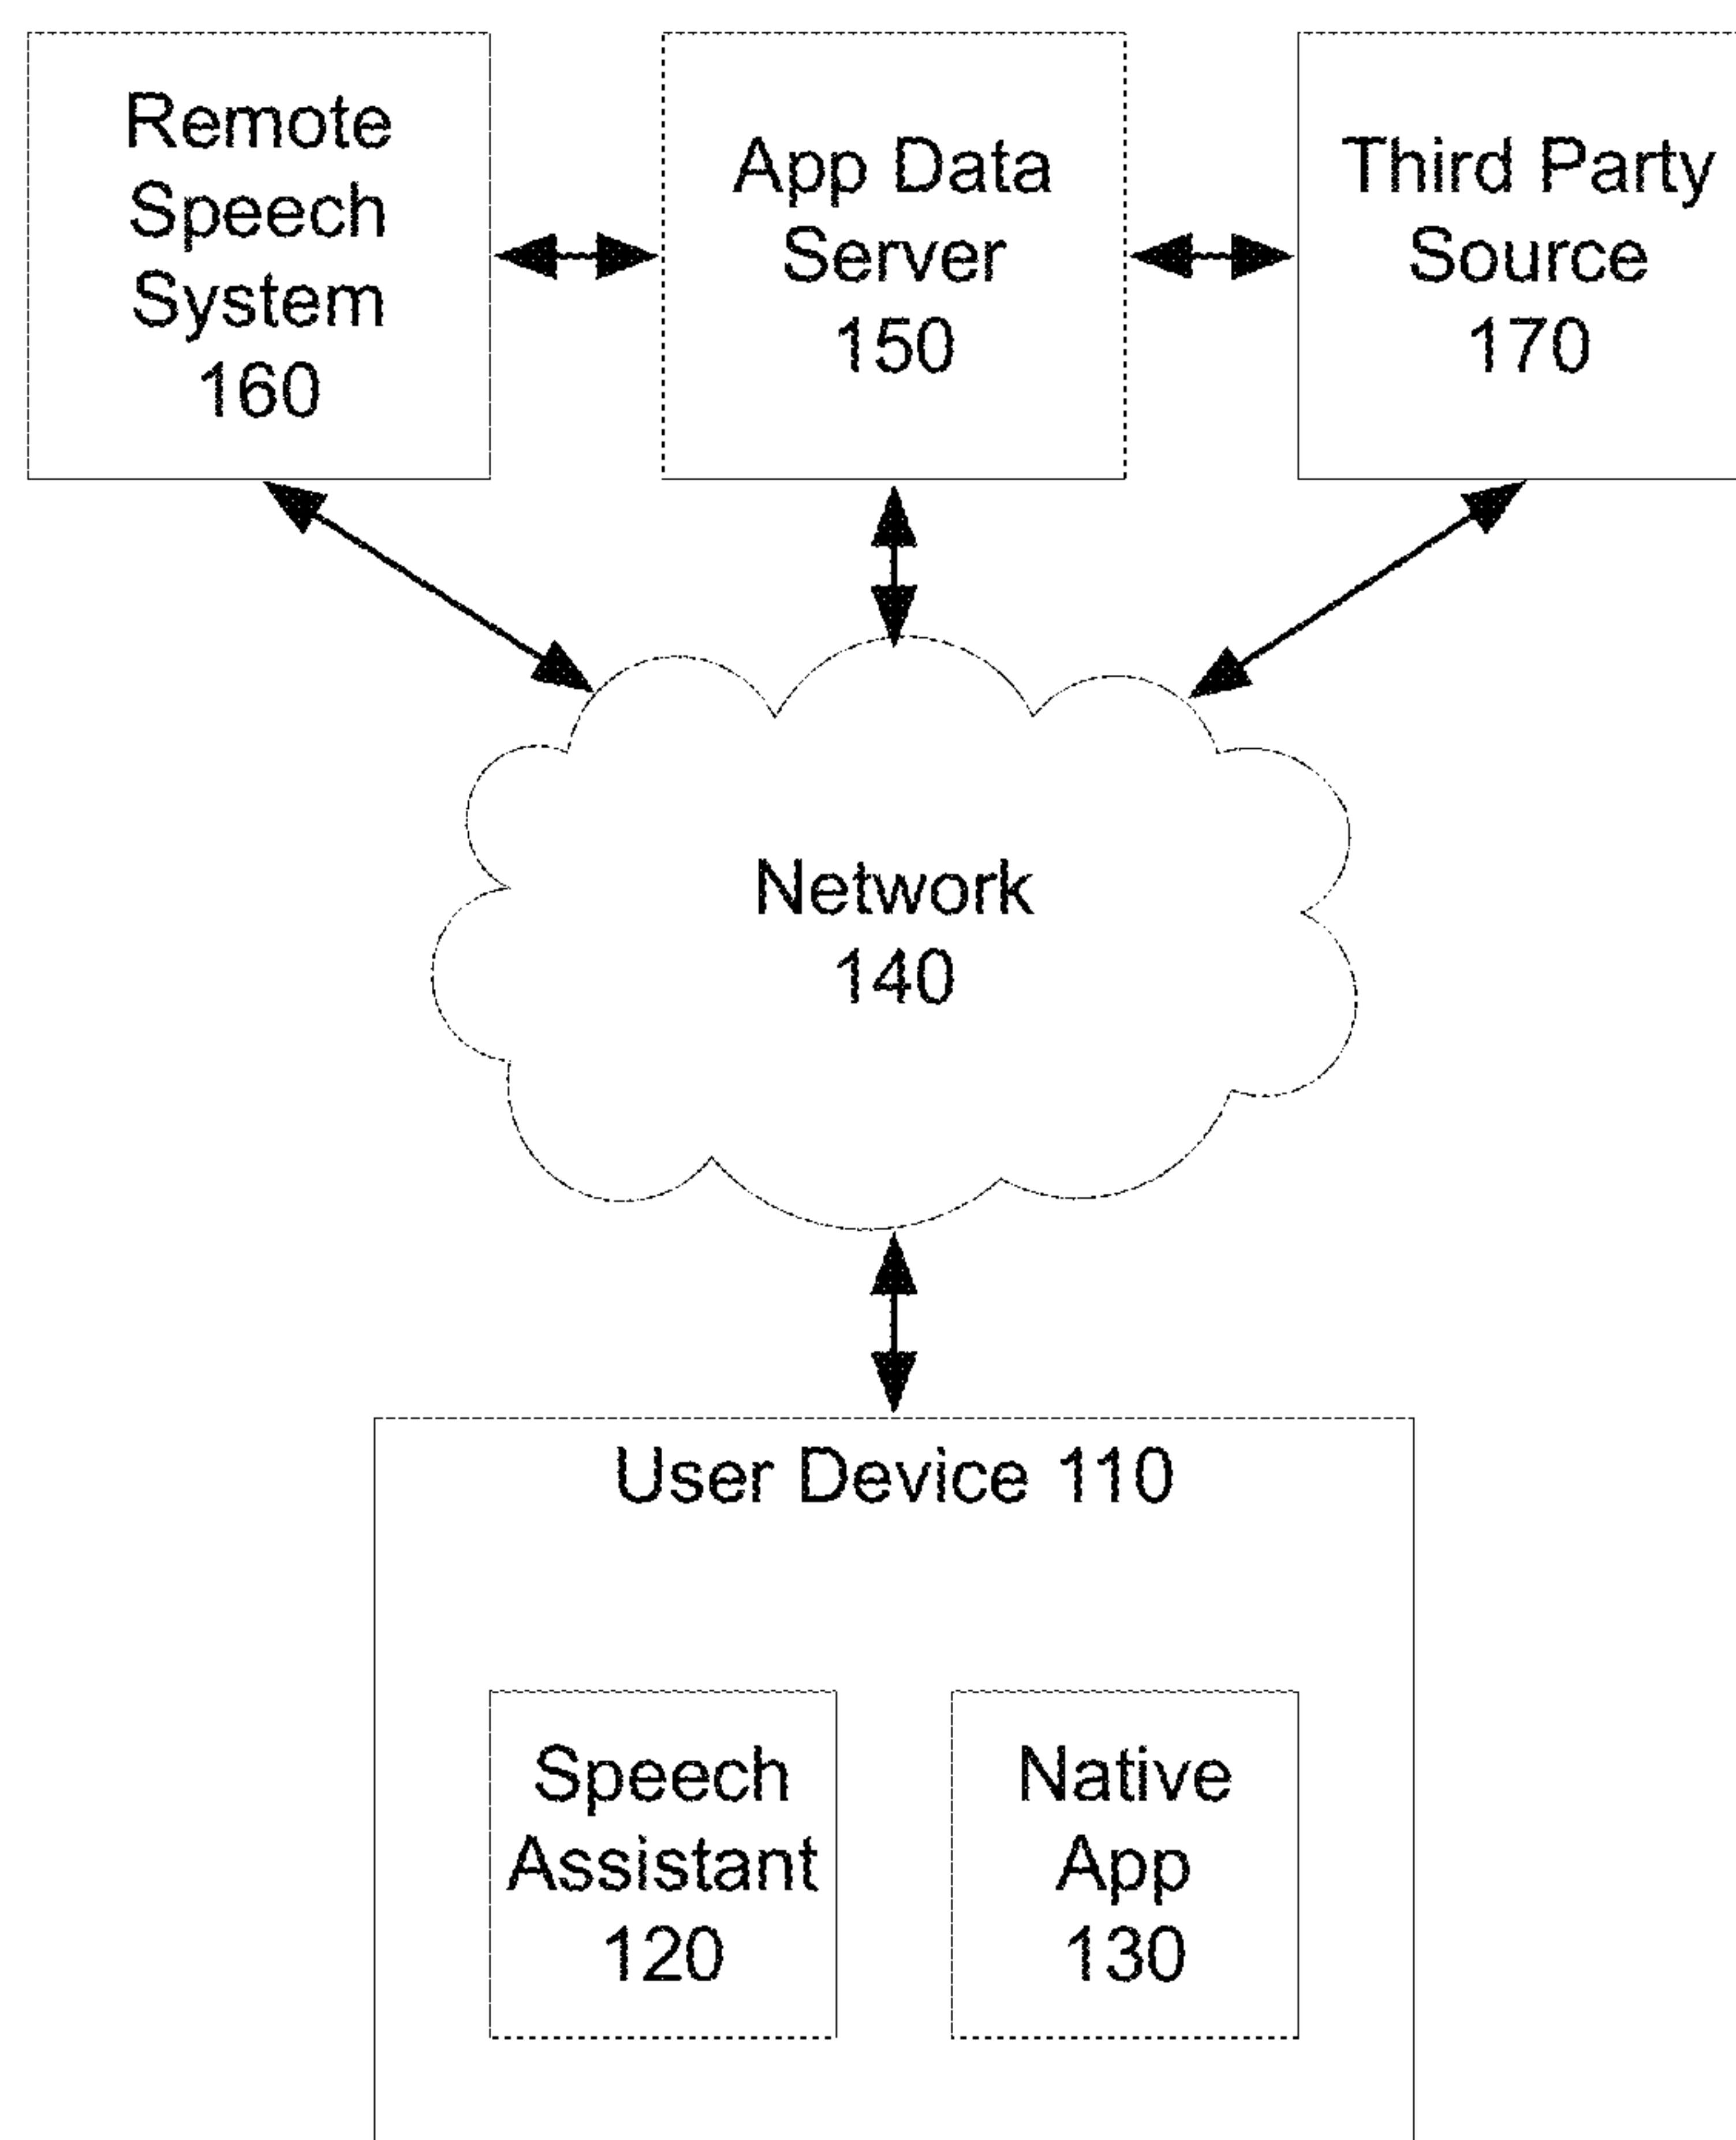 Remote
Speech
System
160
App Data
Server
150
Third Party
Source
170
Network
140
User Device 110
Speech
Assistant
120
Native
App
130